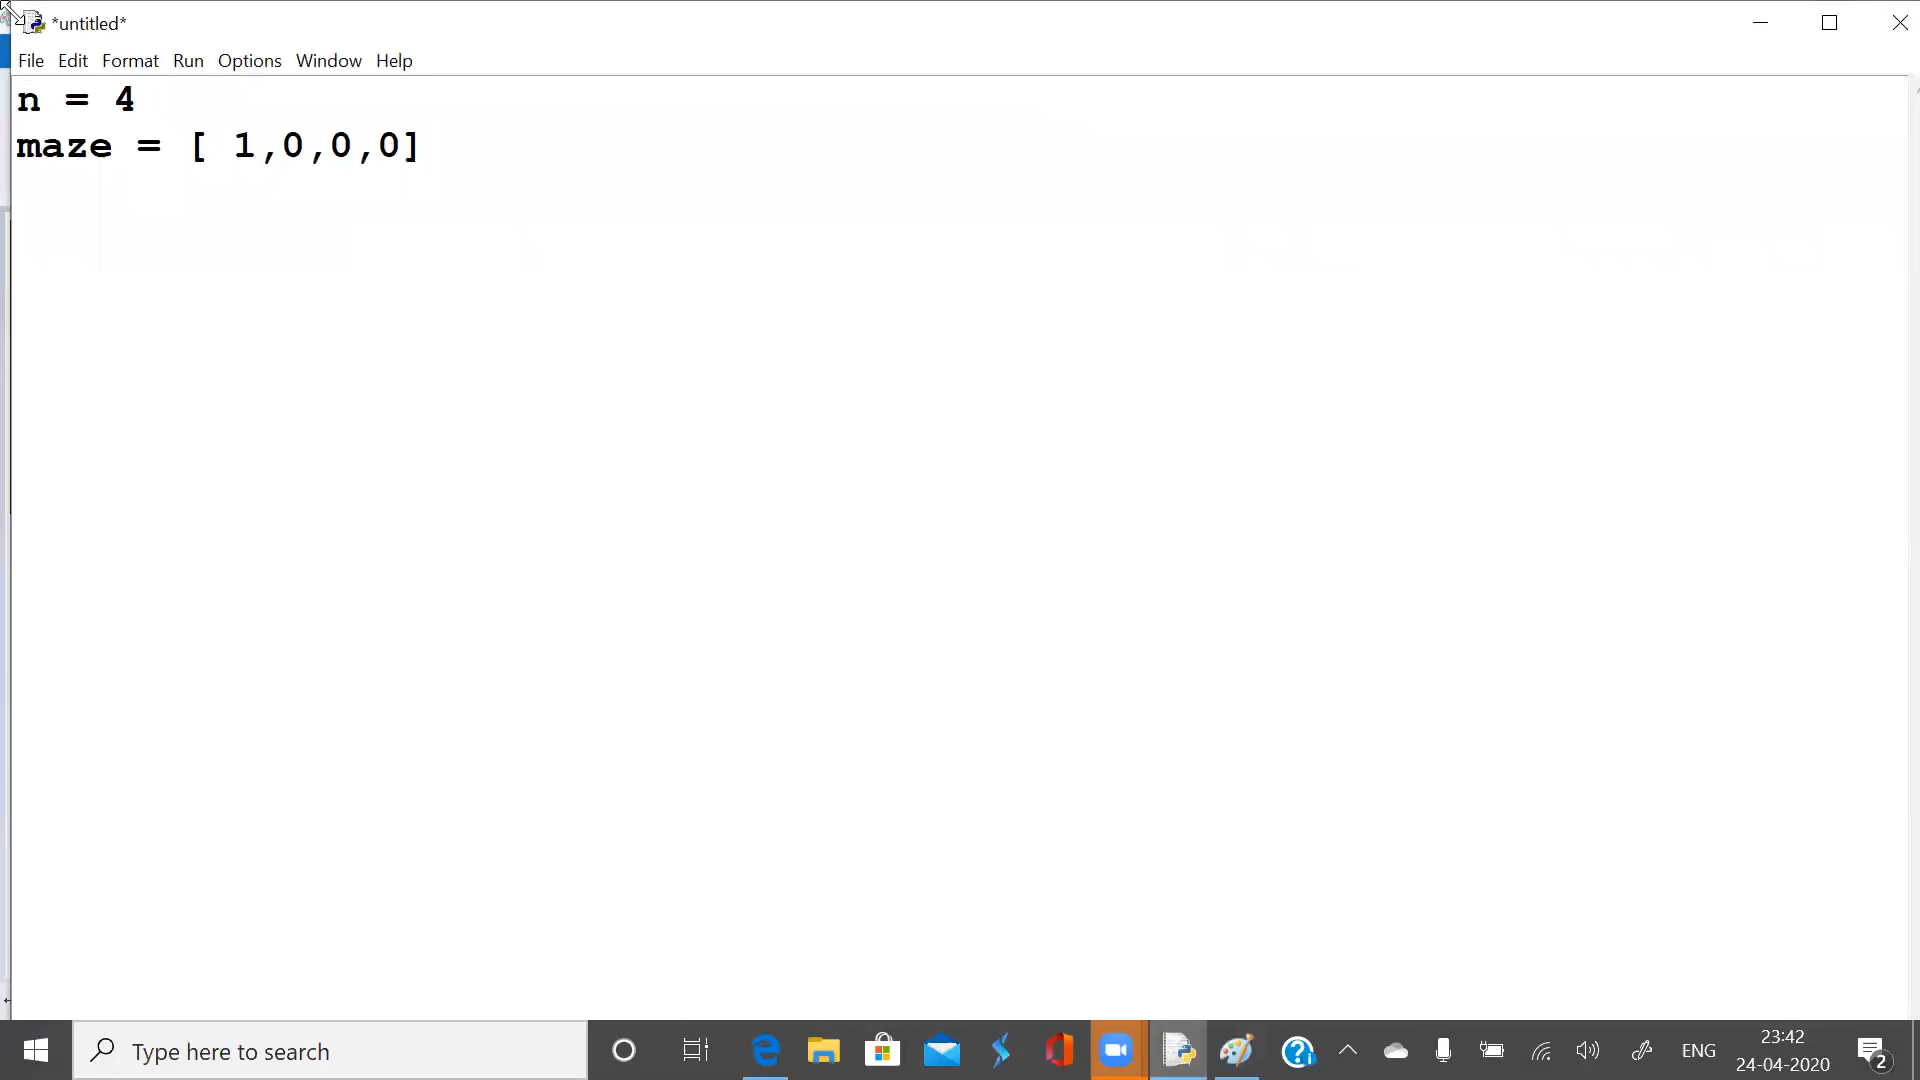 *untitled*
File Edit Format Run Options Window Help
n = 4
maze = [ 1,0,0,0]
Type here to search
ENG
23:42
24-04-2020
2